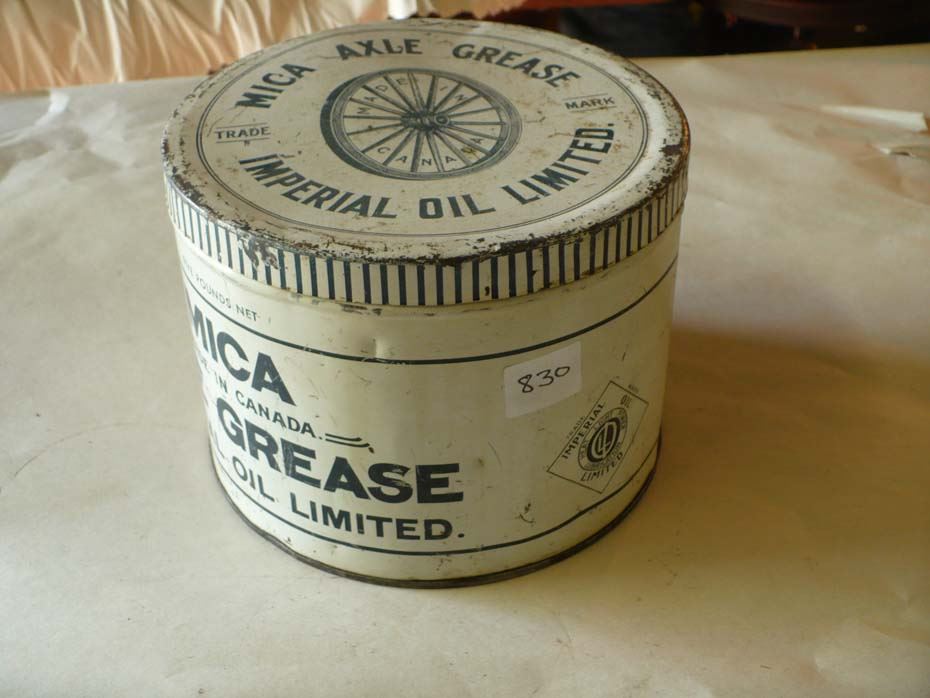 MICA AXLE GREASE
TRADE MARK
MADE IN
CANADA
IMPERIAL OIL LIMITED.
POUNDS NET
MICA
IN CANADA.
GREASE
OIL LIMITED.
830
IMPERIAL OIL
LIMITED